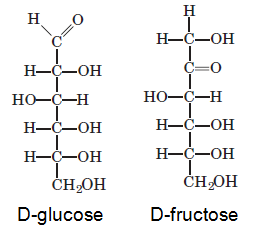 H O
C
H–C–OH
HO–C–H
H–C–OH
H–C–OH
CH₂OH
D-glucose
H
H–C–OH
C=O
HO–C–H
H–C–OH
H–C–OH
CH₂OH
D-fructose